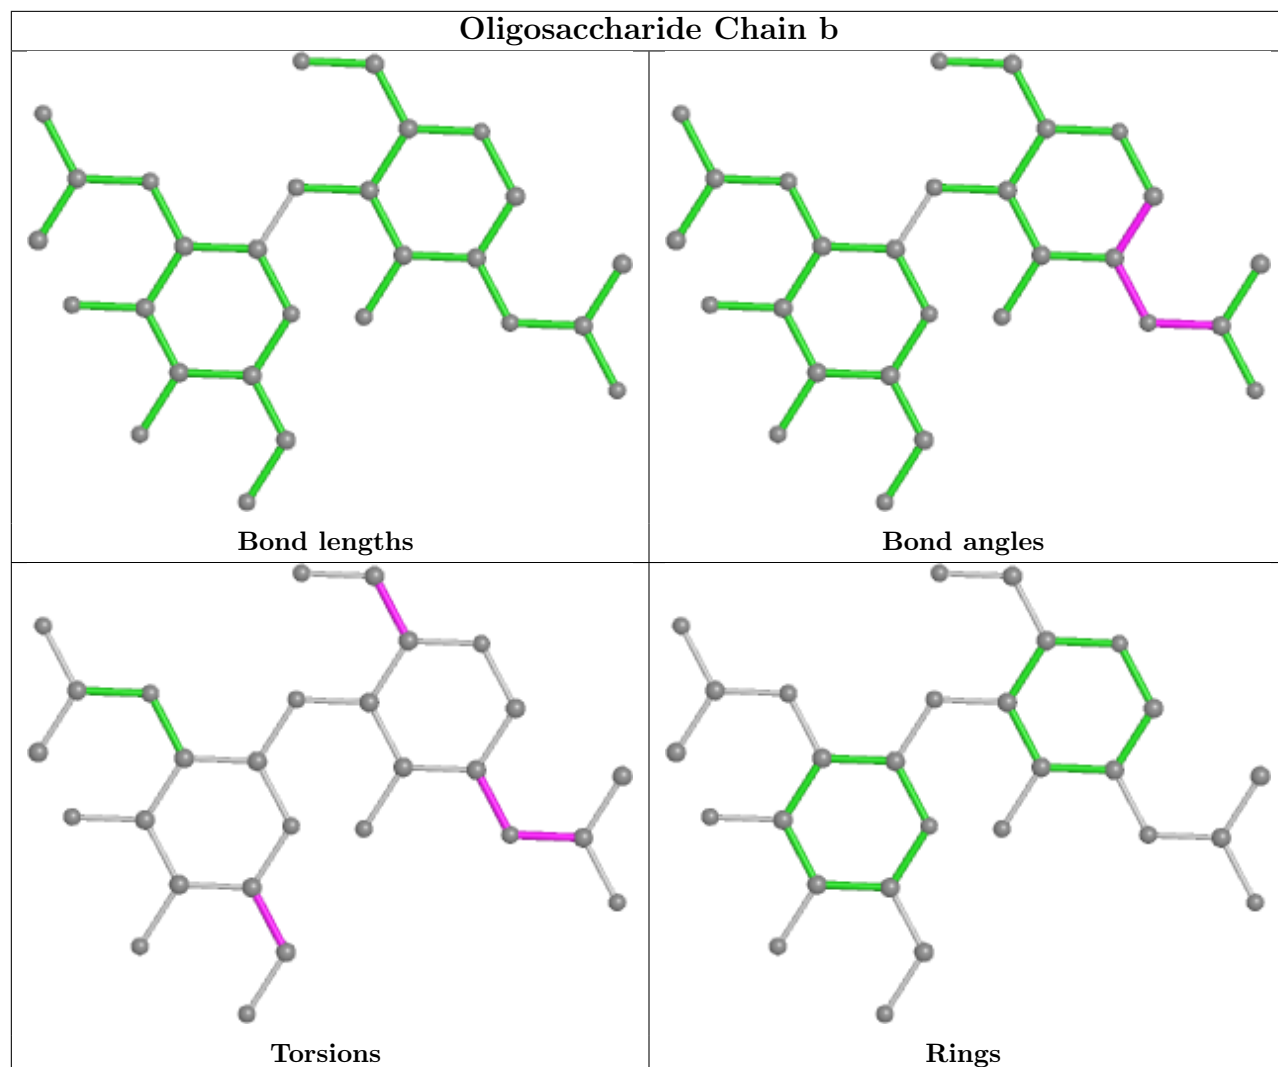 Oligosaccharide Chain b
Bond lengths
Bond angles
Torsions
Rings